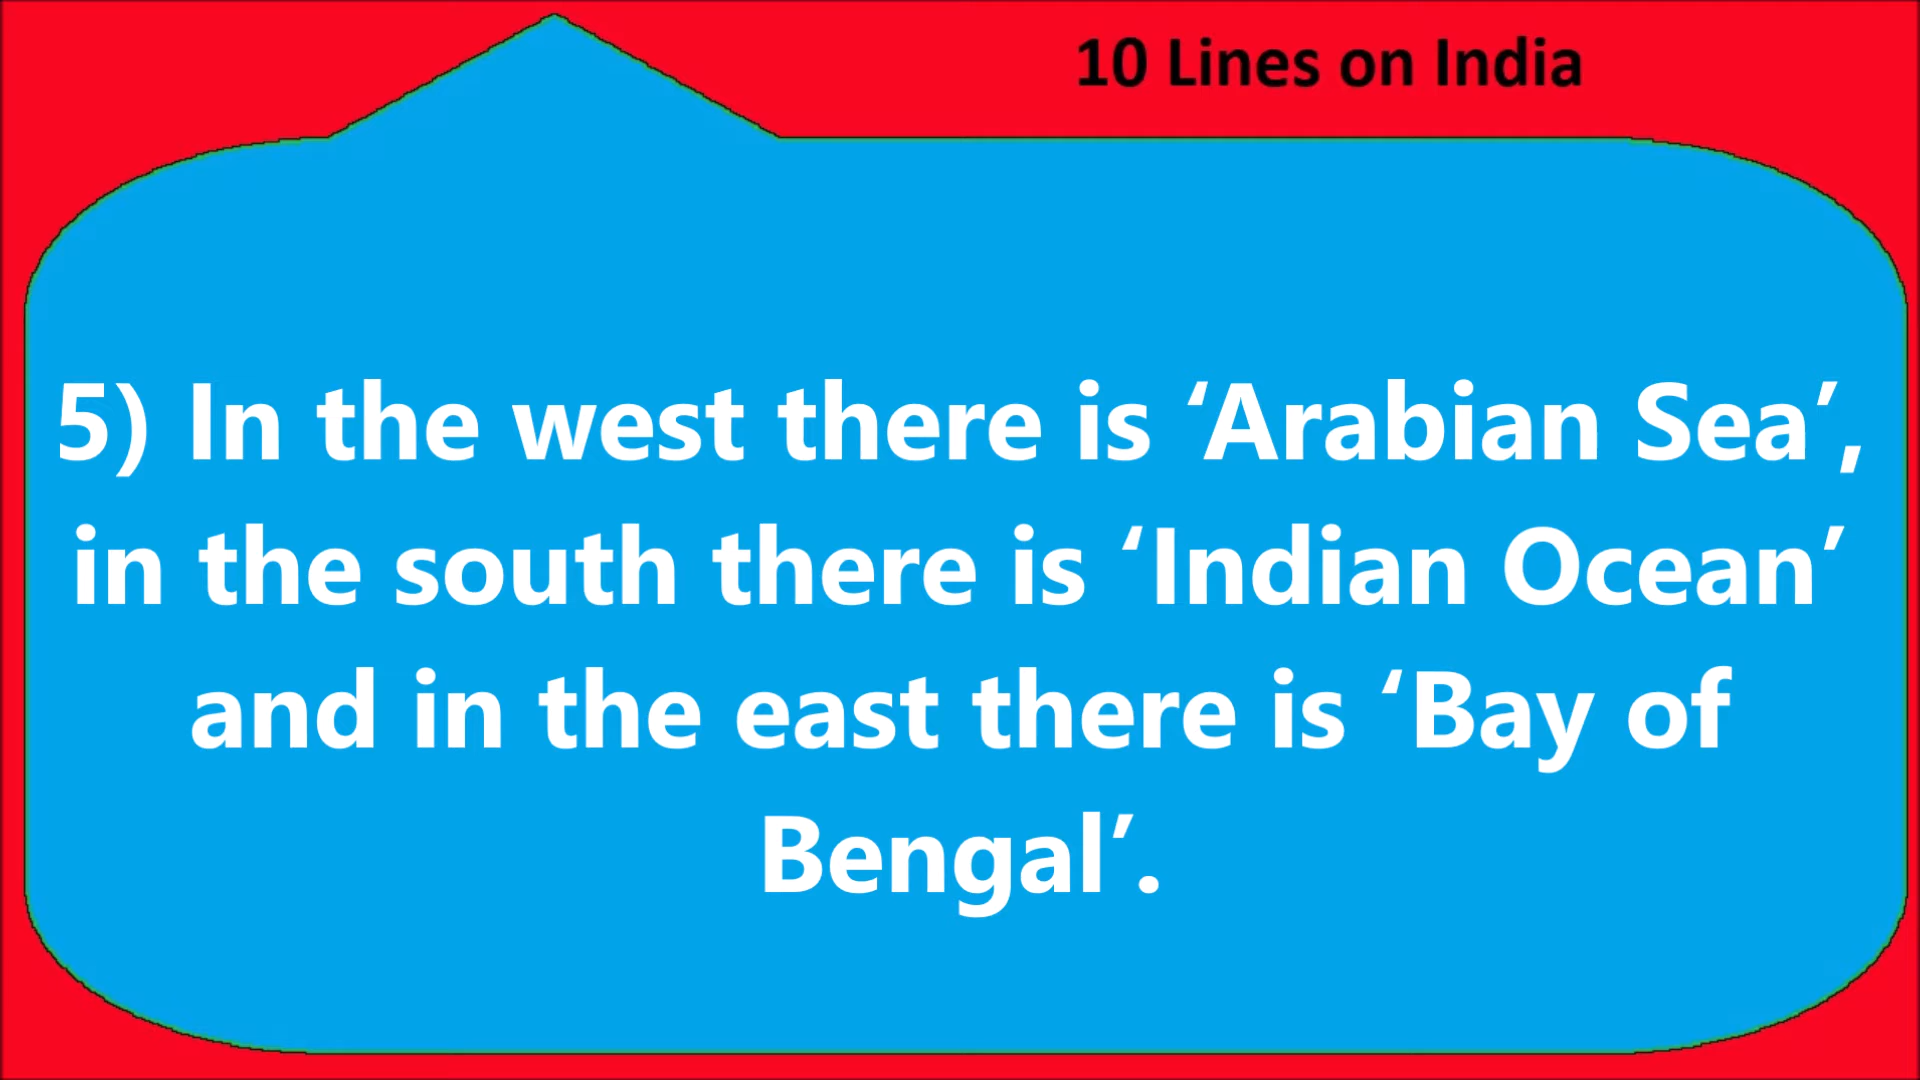 10 Lines on India
5) In the west there is ‘Arabian Sea’,
in the south there is ‘Indian Ocean’
and in the east there is ‘Bay of
Bengal’.